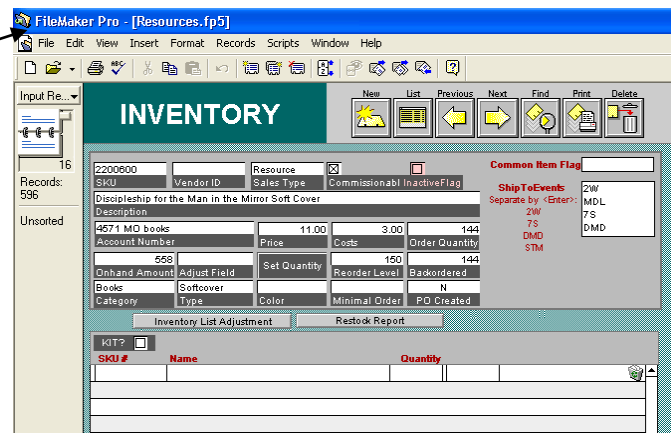 FileMaker Pro - [Resources.fp5]
File Edit View Insert Format Records Scripts Window Help
Input Re...
INVENTORY
New List Previous Next Find Print Delete
16
Records:
596
Unsorted
2200600 Resource
SKU Vendor ID Sales Type Commissionabl InactiveFlag
Discipleship for the Man in the Mirror Soft Cover
Description
4571 MO books 11.00 3.00 144
Account Number Price Costs Order Quantity
558 Set Quantity 150 144
Onhand Amount Adjust Field Reorder Level Backordered
Books Softcover N
Category Type Color Minimal Order PO Created
Common Item Flag
ShipToEvents
Separate by <Enter>:
2W
7S
DMD
STM
2W
MDL
7S
DMD
Inventory List Adjustment Restock Report
KIT?
SKU# Name Quantity